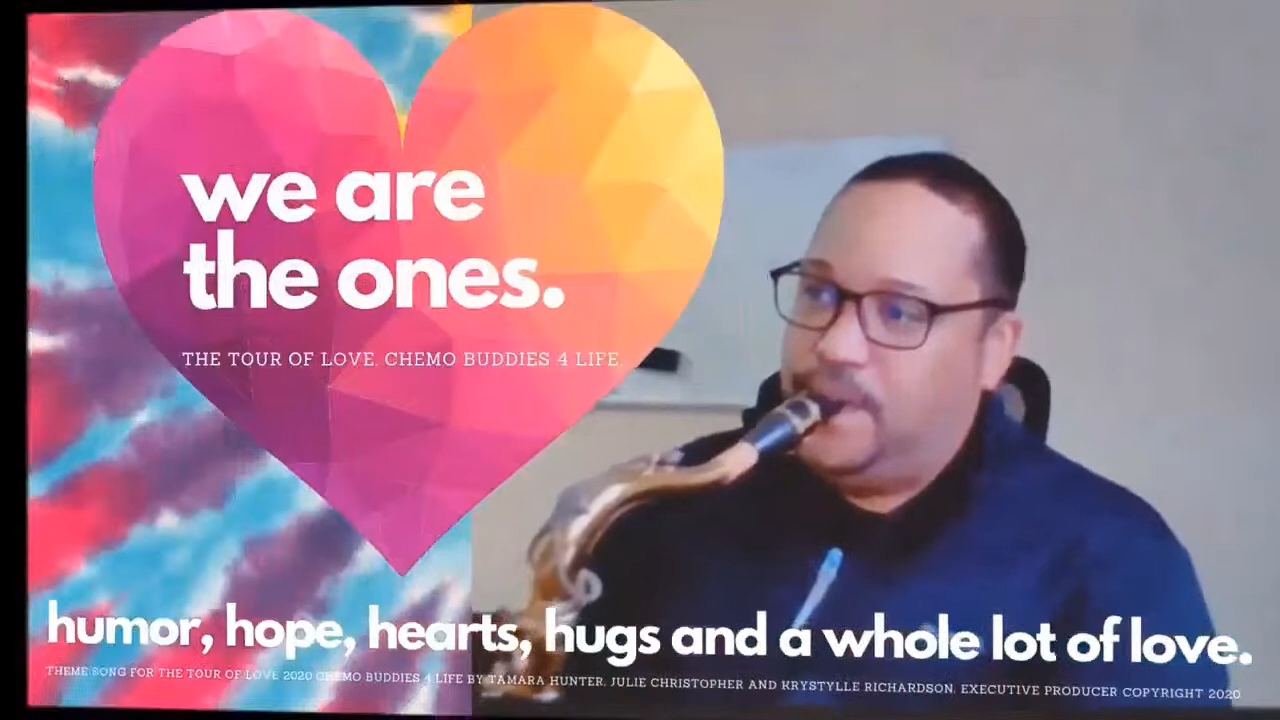 we are
the ones.
THE TOUR OF LOVE. CHEMO BUDDIES 4 LIFE.
humor, hope, hearts, hugs and a whole lot of love.
THEME SONG FOR THE TOUR OF LOVE 2020 CHEMO BUDDIES 4 LIFE BY TAMARA HUNTER, JULIE CHRISTOPHER AND KRYSTYLLE RICHARDSON, EXECUTIVE PRODUCER COPYRIGHT 2020